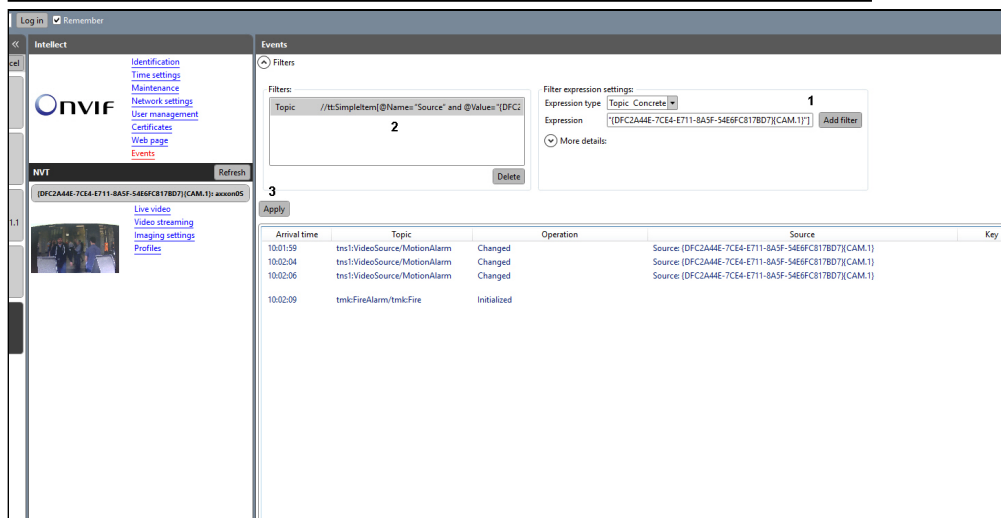 Log in Remember
«
cel
1.1
Intellect
ONVIF
Identification
Time settings
Maintenance
Network settings
User management
Certificates
Web page
Events
NVT Refresh
{DFC2A44E-7CE4-E711-8A5F-54E6FC817BD7}{CAM.1}: axxonOS
Live video
Video streaming
Imaging settings
Profiles
Events
Filters
Filters:
Topic //tt:SimpleItem[@Name="Source" and @Value="{DFC2
2
Delete
Filter expression settings:
Expression type Topic Concrete 1
Expression "{DFC2A44E-7CE4-E711-8A5F-54E6FC817BD7}{CAM.1}"] Add filter
More details:
3
Apply
Arrival time Topic Operation Source Key
10:01:59 tns1:VideoSource/MotionAlarm Changed Source: {DFC2A44E-7CE4-E711-8A5F-54E6FC817BD7}{CAM.1}
10:02:04 tns1:VideoSource/MotionAlarm Changed Source: {DFC2A44E-7CE4-E711-8A5F-54E6FC817BD7}{CAM.1}
10:02:06 tns1:VideoSource/MotionAlarm Changed Source: {DFC2A44E-7CE4-E711-8A5F-54E6FC817BD7}{CAM.1}
10:02:09 tmk:FireAlarm/tmk:Fire Initialized